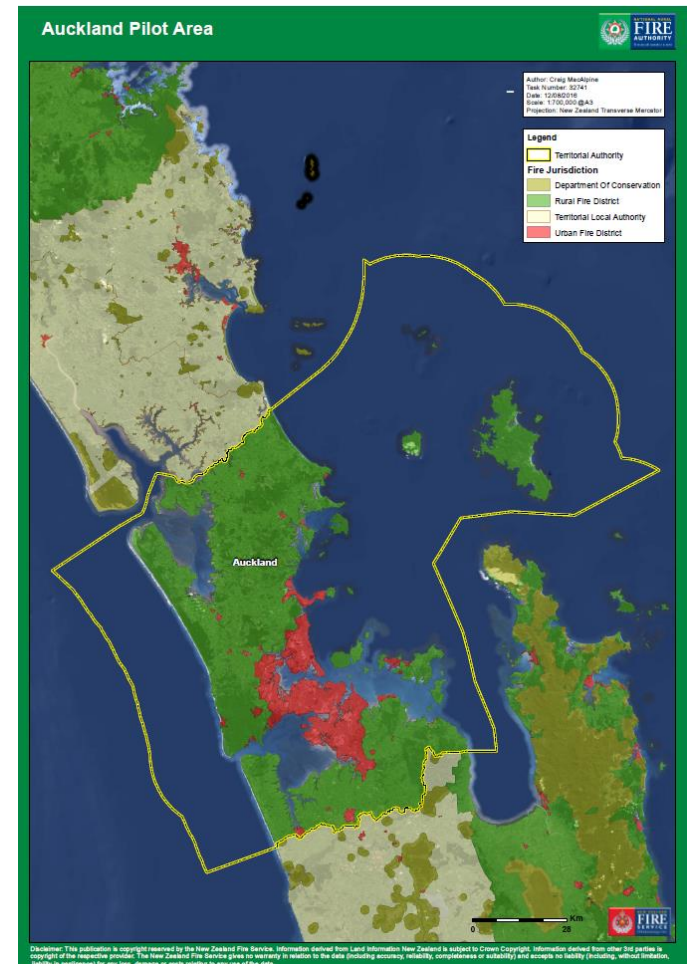 Auckland Pilot Area
NATIONAL RURAL
FIRE
AUTHORITY
Author: Craig MacAlpine
Task Number: 32741
Date: 12/08/2016
Scale: 1:700,000 @A3
Projection: New Zealand Transverse Mercator
Legend
Territorial Authority
Fire Jurisdiction
Department Of Conservation
Rural Fire District
Territorial Local Authority
Urban Fire District
Auckland
Km
0 28
FIRE
SERVICE
Disclaimer: This publication is copyright reserved by the New Zealand Fire Service. Information derived from Land Information New Zealand is subject to Crown Copyright. Information derived from other 3rd parties is
copyright of the respective provider. The New Zealand Fire Service gives no warranty in relation to the data (including accuracy, reliability, completeness or suitability) and accepts no liability (including, without limitation,